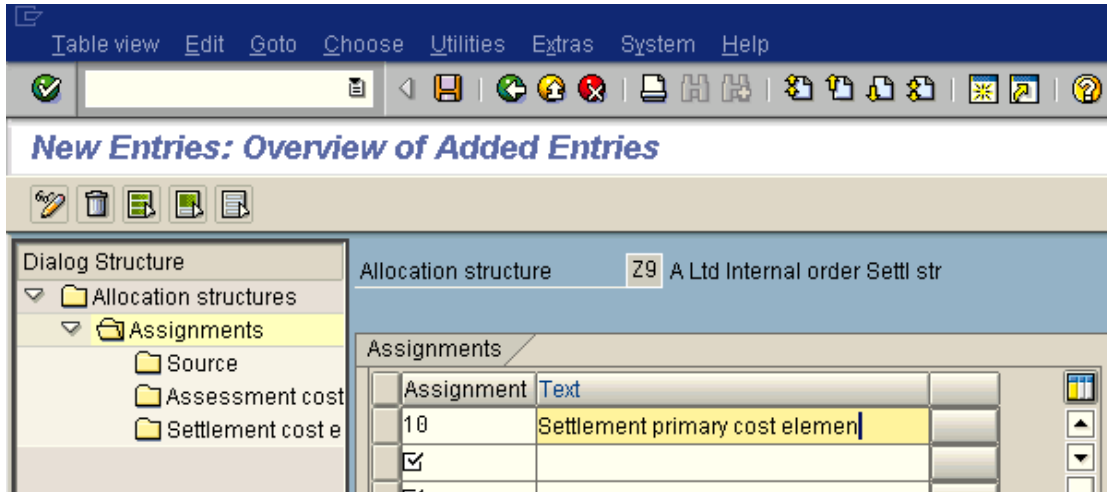 Table view Edit Goto Choose Utilities Extras System Help
New Entries: Overview of Added Entries
Dialog Structure
Allocation structures
Assignments
Source
Assessment cost
Settlement cost e
Allocation structure Z9 A Ltd Internal order Settl str
Assignments
Assignment Text
10 Settlement primary cost elemen